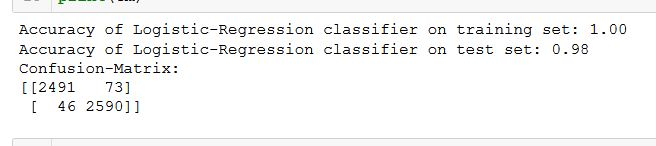 Accuracy of Logistic-Regression classifier on training set: 1.00
Accuracy of Logistic-Regression classifier on test set: 0.98
Confusion-Matrix:
[[2491   73]
 [  46 2590]]